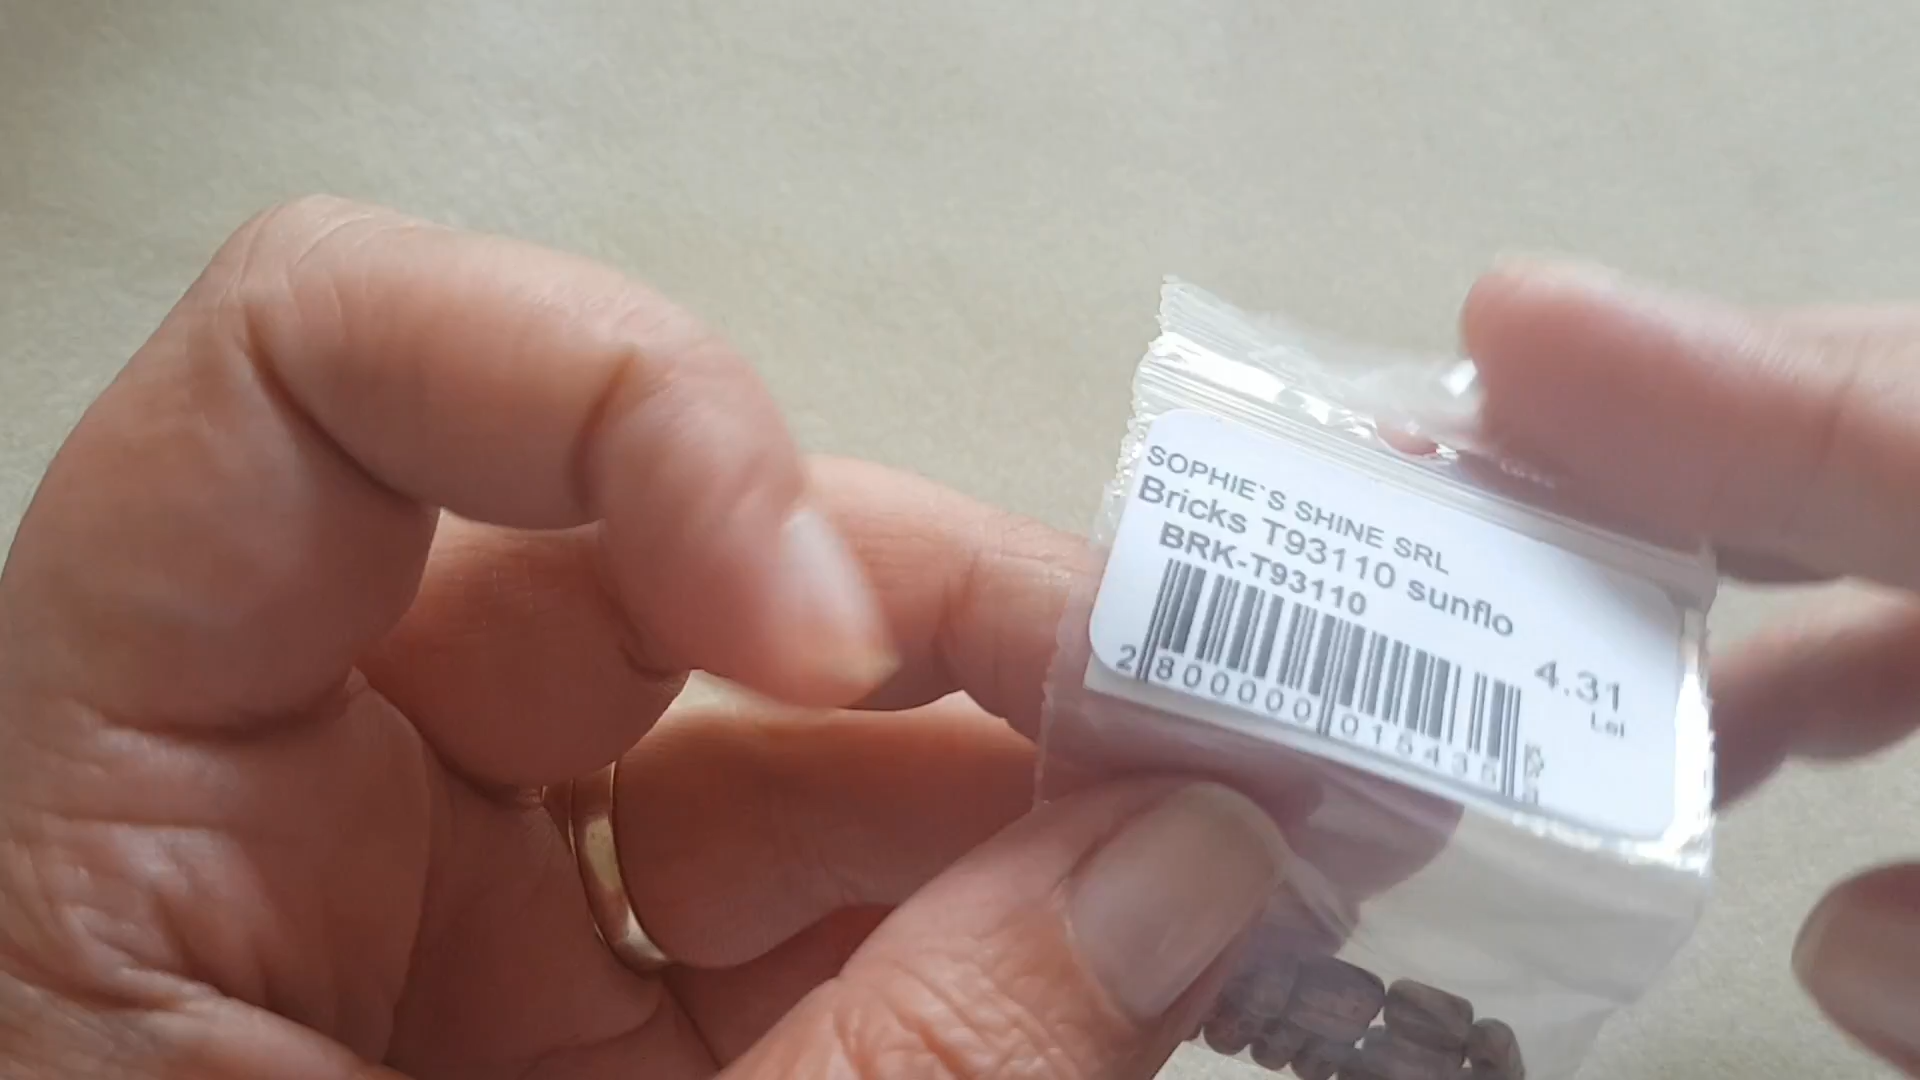 SOPHIE`S SHINE SRL
Bricks T93110 sunflo
BRK-T93110
4.31
Lei
2 800000 015435